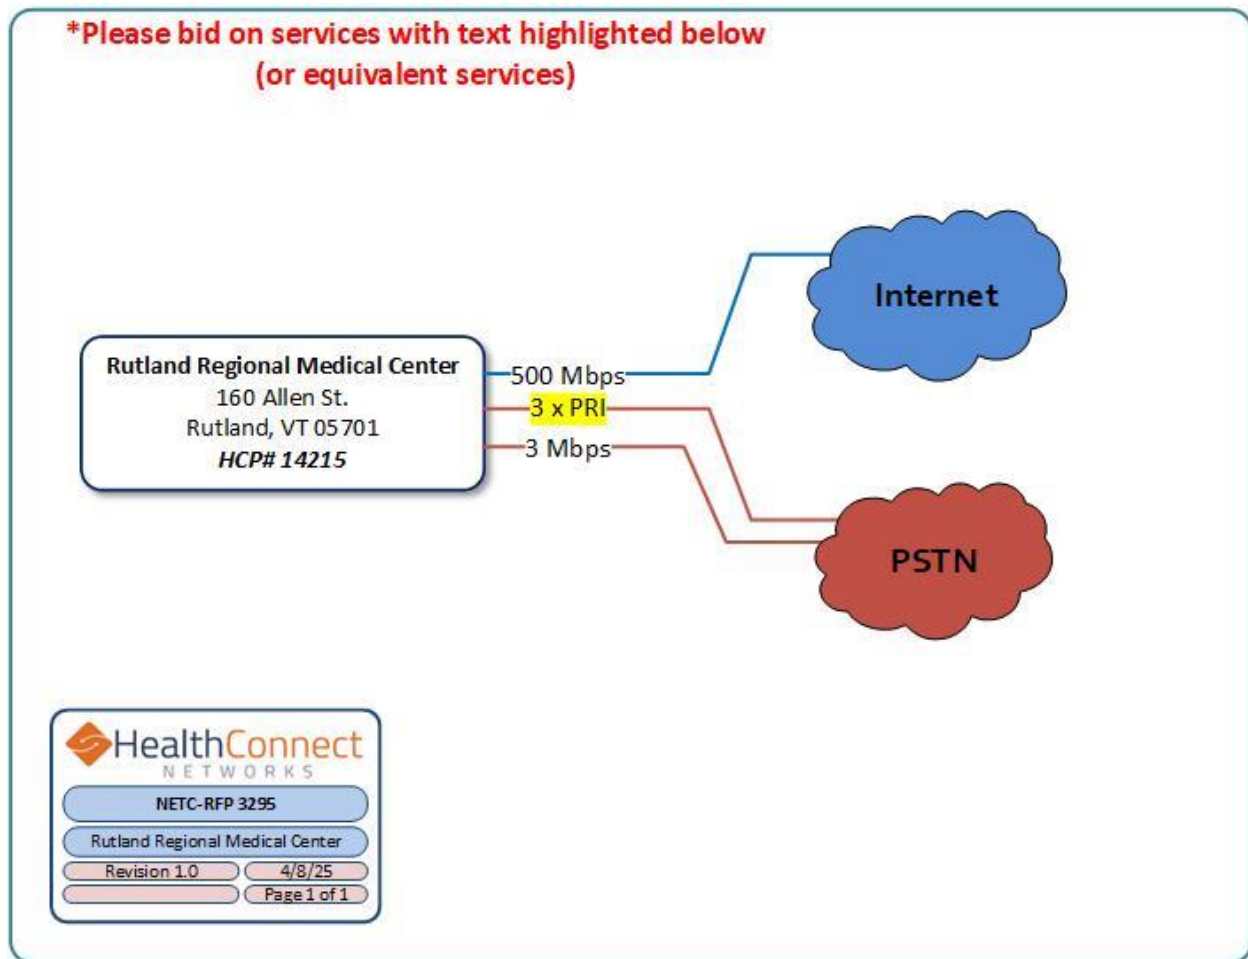 *Please bid on services with text highlighted below
(or equivalent services)
Internet
Rutland Regional Medical Center
160 Allen St.
Rutland, VT 05701
HCP# 14215
500 Mbps
3 x PRI
3 Mbps
PSTN
HealthConnect
NETWORKS
NETC-RFP 3295
Rutland Regional Medical Center
Revision 1.0
4/8/25
Page 1 of 1